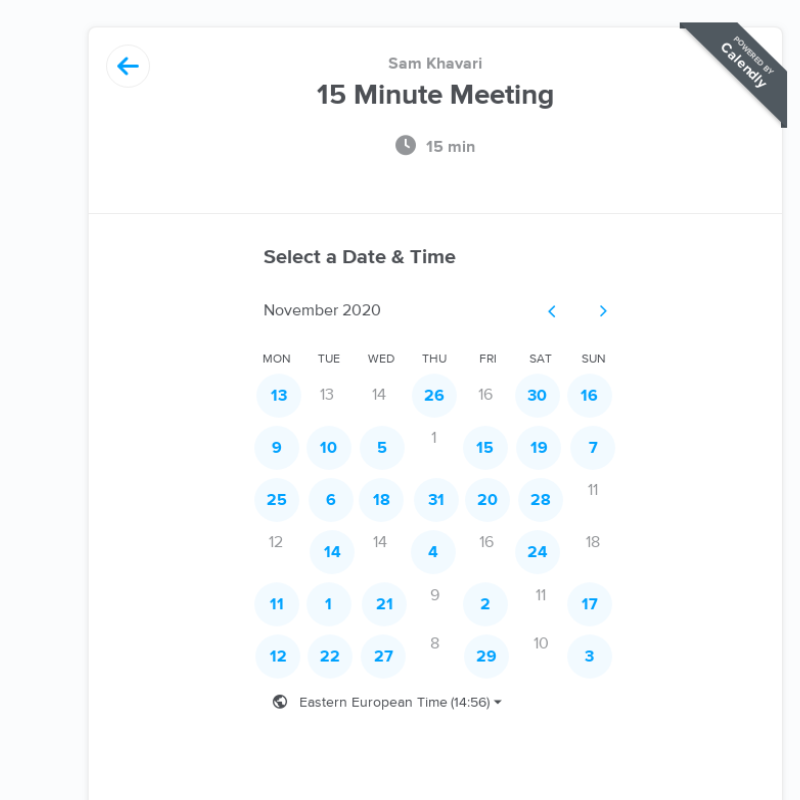 POWERED BY
Calendly
Sam Khavari
15 Minute Meeting
15 min
Select a Date & Time
November 2020
MON TUE WED THU FRI SAT SUN
13 13 14 26 16 30 16
9 10 5 1 15 19 7
25 6 18 31 20 28 11
12 14 14 4 16 24 18
11 1 21 9 2 11 17
12 22 27 8 29 10 3
Eastern European Time (14:56)